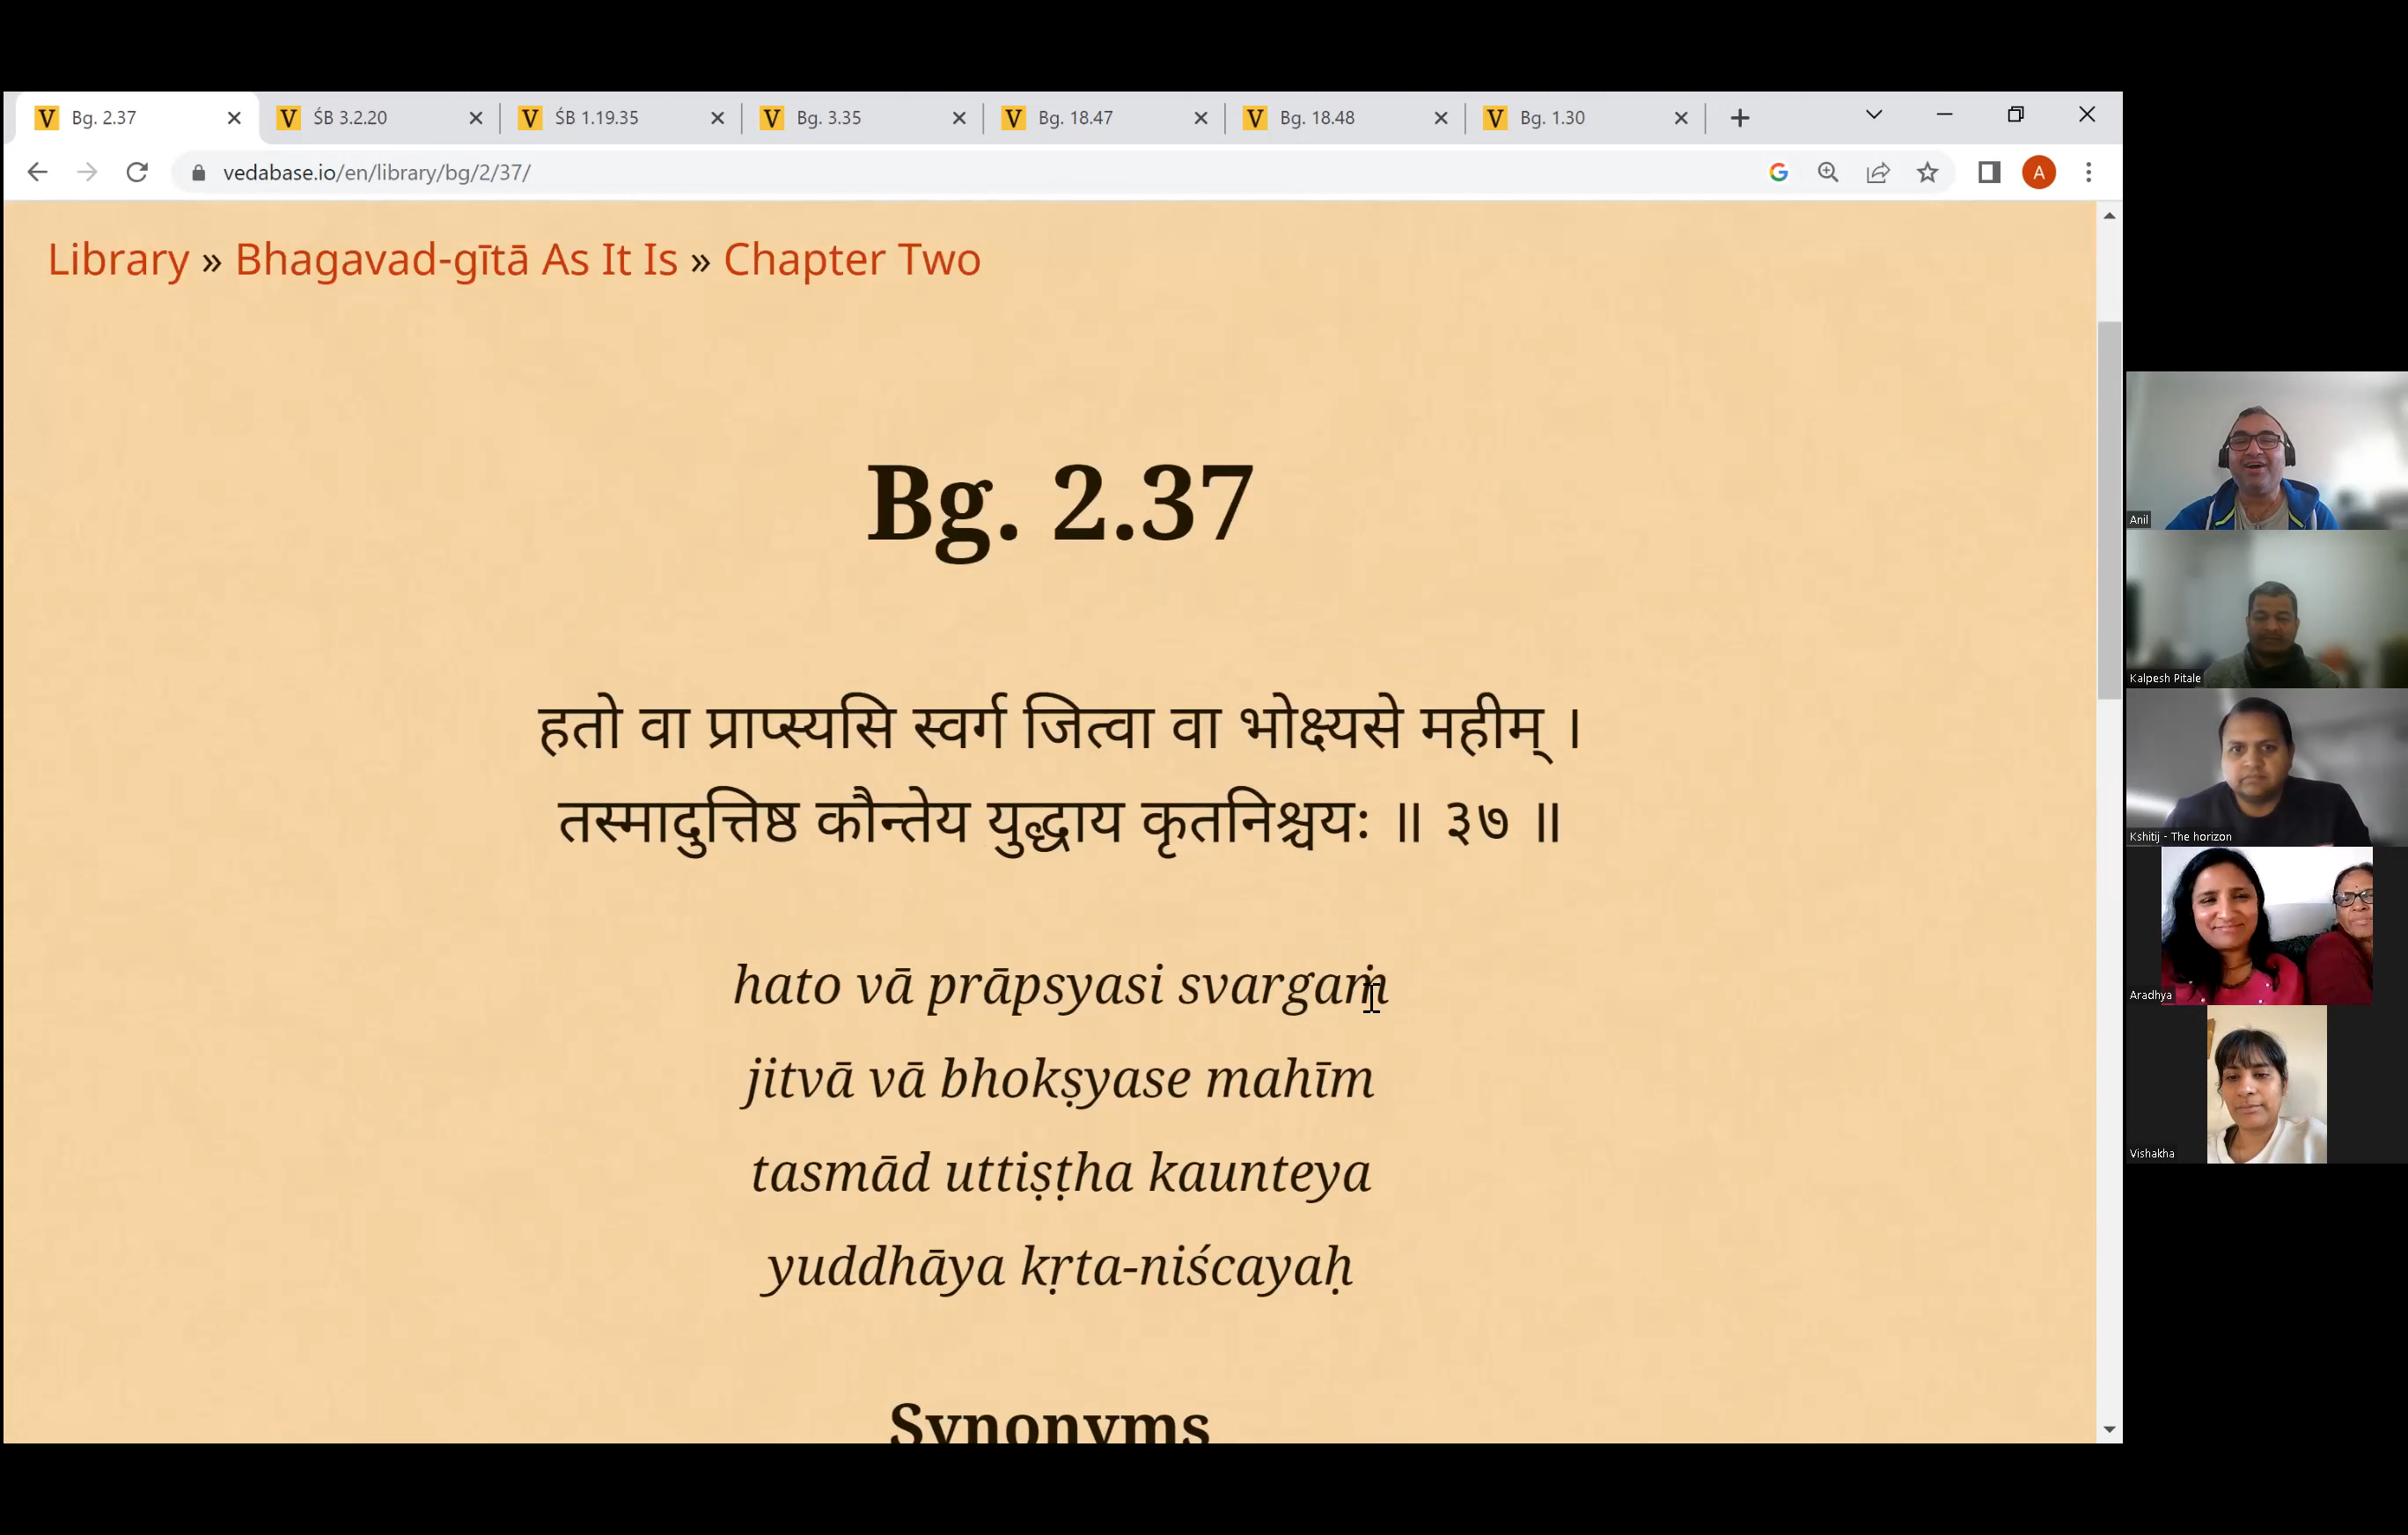 Bg. 2.37
ŚB 3.2.20
ŚB 1.19.35
Bg. 3.35
Bg. 18.47
Bg. 18.48
Bg. 1.30
vedabase.io/en/library/bg/2/37/
A
Library » Bhagavad-gītā As It Is » Chapter Two
Bg. 2.37
हतो वा प्राप्स्यसि स्वर्ग जित्वा वा भोक्ष्यसे महीम् ।
तस्मादुत्तिष्ठ कौन्तेय युद्धाय कृतनिश्चयः ॥ ३७ ॥
hato vā prāpsyasi svargaṁ
jitvā vā bhokṣyase mahīm
tasmād uttiṣṭha kaunteya
yuddhāya kṛta-niścayaḥ
Synonyms
Anil
Kalpesh Pitale
Kshitij - The horizon
Aradhya
Vishakha